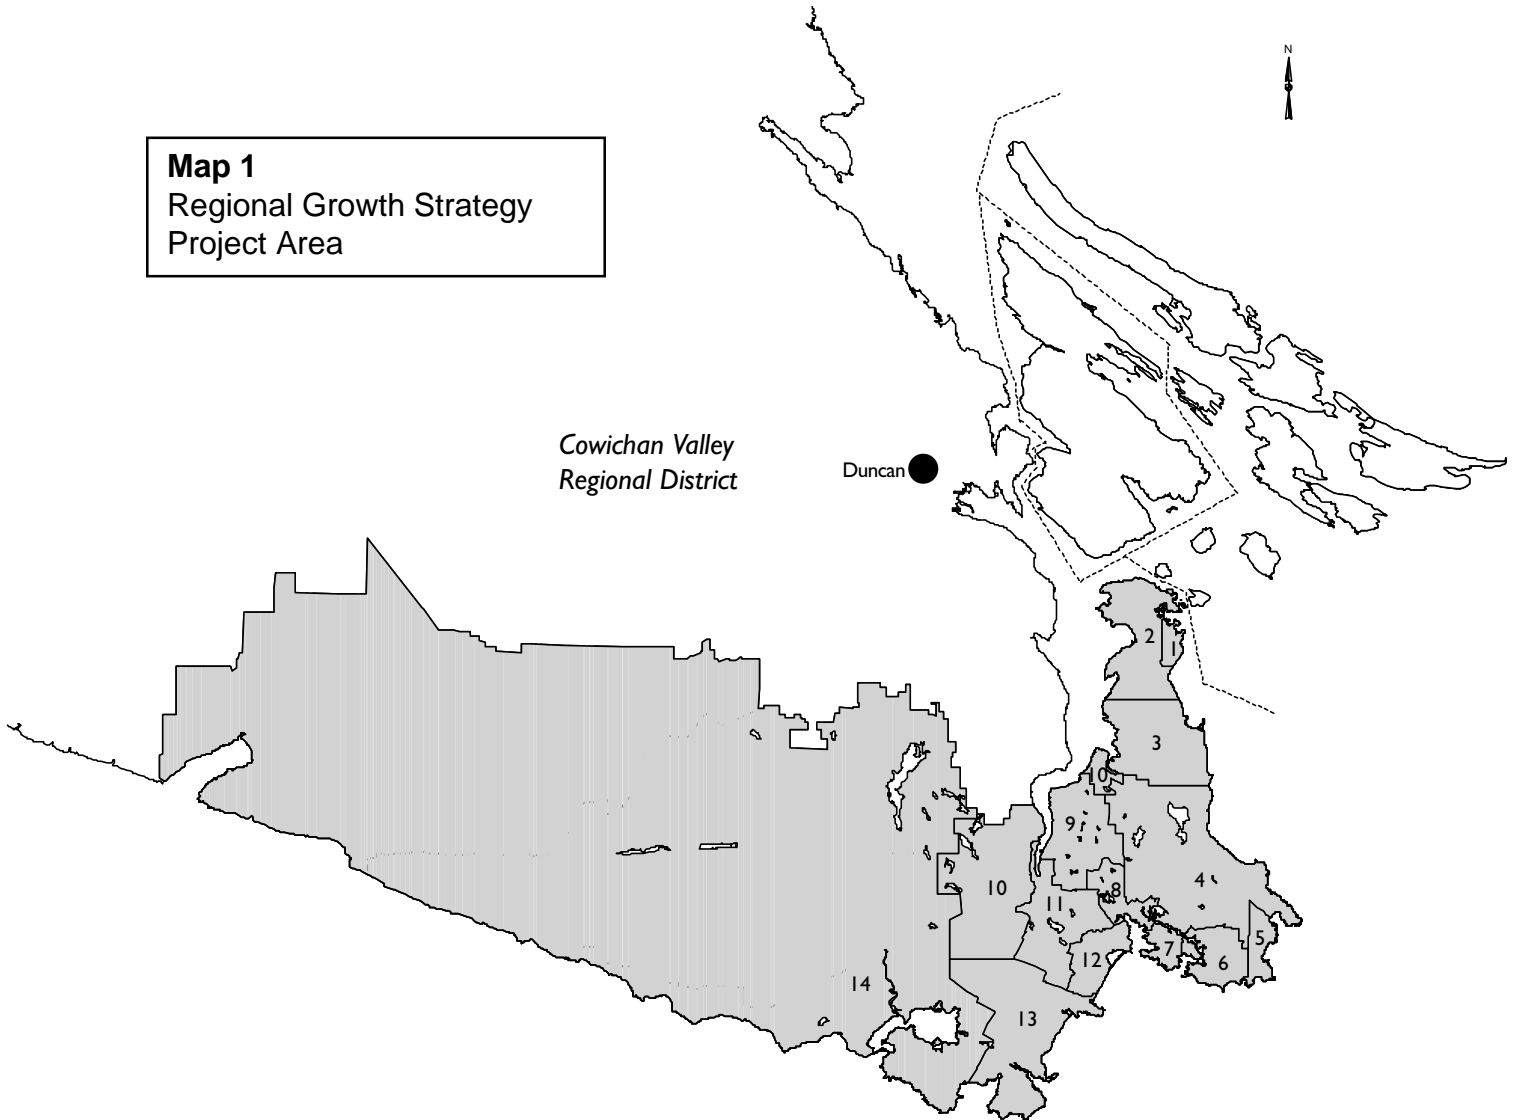 N
Map 1
Regional Growth Strategy
Project Area
Cowichan Valley
Regional District
Duncan
2
1
3
10
9
4
8
10
11
5
7
6
12
14
13